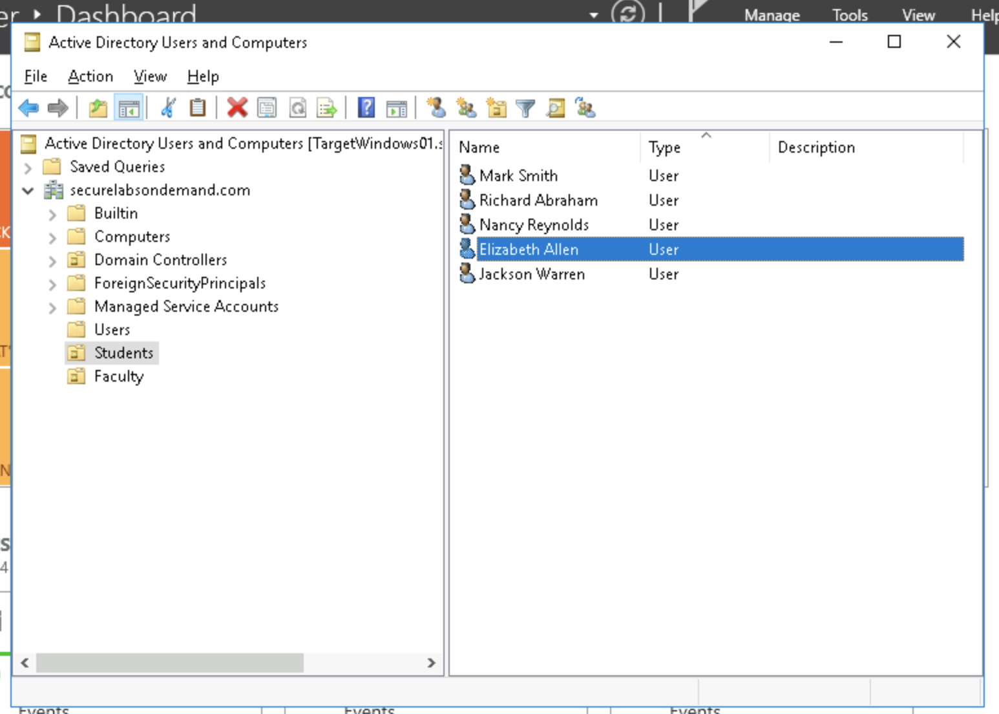 Dashboard
Manage Tools View Help
Active Directory Users and Computers
File Action View Help
Active Directory Users and Computers [TargetWindows01.s
Saved Queries
securelabsondemand.com
Builtin
Computers
Domain Controllers
ForeignSecurityPrincipals
Managed Service Accounts
Users
Students
Faculty
Name Type Description
Mark Smith User
Richard Abraham User
Nancy Reynolds User
Elizabeth Allen User
Jackson Warren User
4
Events Events Events